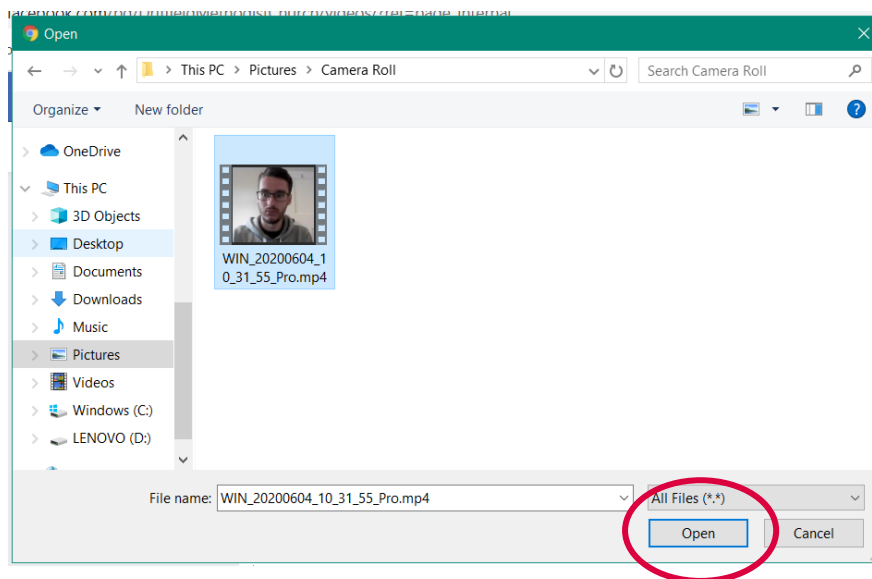 Open
This PC > Pictures > Camera Roll
Search Camera Roll
Organize
New folder
OneDrive
This PC
3D Objects
Desktop
Documents
Downloads
Music
Pictures
Videos
Windows (C:)
LENOVO (D:)
WIN_20200604_1
0_31_55_Pro.mp4
File name: WIN_20200604_10_31_55_Pro.mp4
All Files (*.*)
Open Cancel